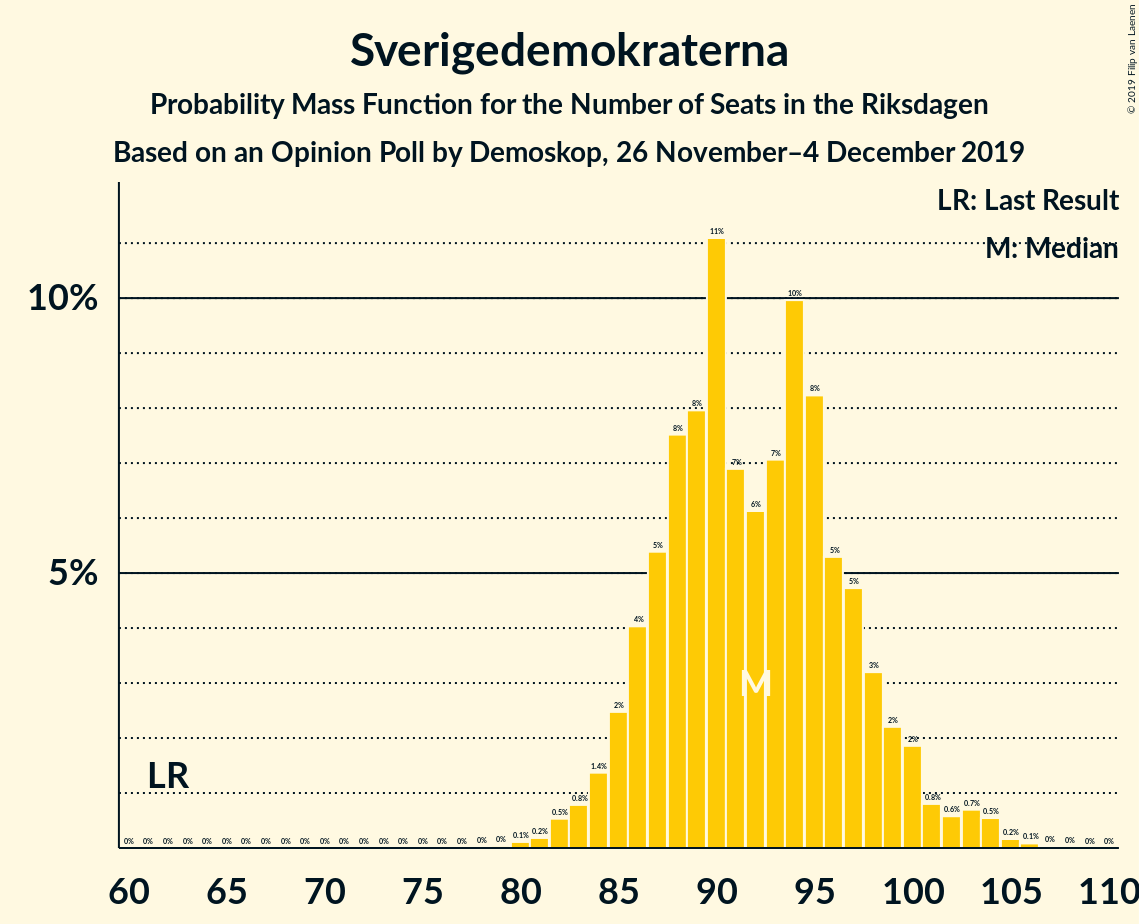 Sverigedemokraterna
Probability Mass Function for the Number of Seats in the Riksdagen
Based on an Opinion Poll by Demoskop, 26 November–4 December 2019
© 2019 Filip van Laenen
LR: Last Result
M: Median
10%
5%
LR
M
0% 0% 0% 0% 0% 0% 0% 0% 0% 0% 0% 0% 0% 0% 0% 0% 0% 0% 0% 0% 0.1% 0.2% 0.5% 0.8% 1.4% 2% 4% 5% 8% 8% 11% 7% 6% 7% 10% 8% 5% 5% 3% 2% 2% 0.8% 0.6% 0.7% 0.5% 0.2% 0.1% 0% 0% 0% 0%
60 65 70 75 80 85 90 95 100 105 110